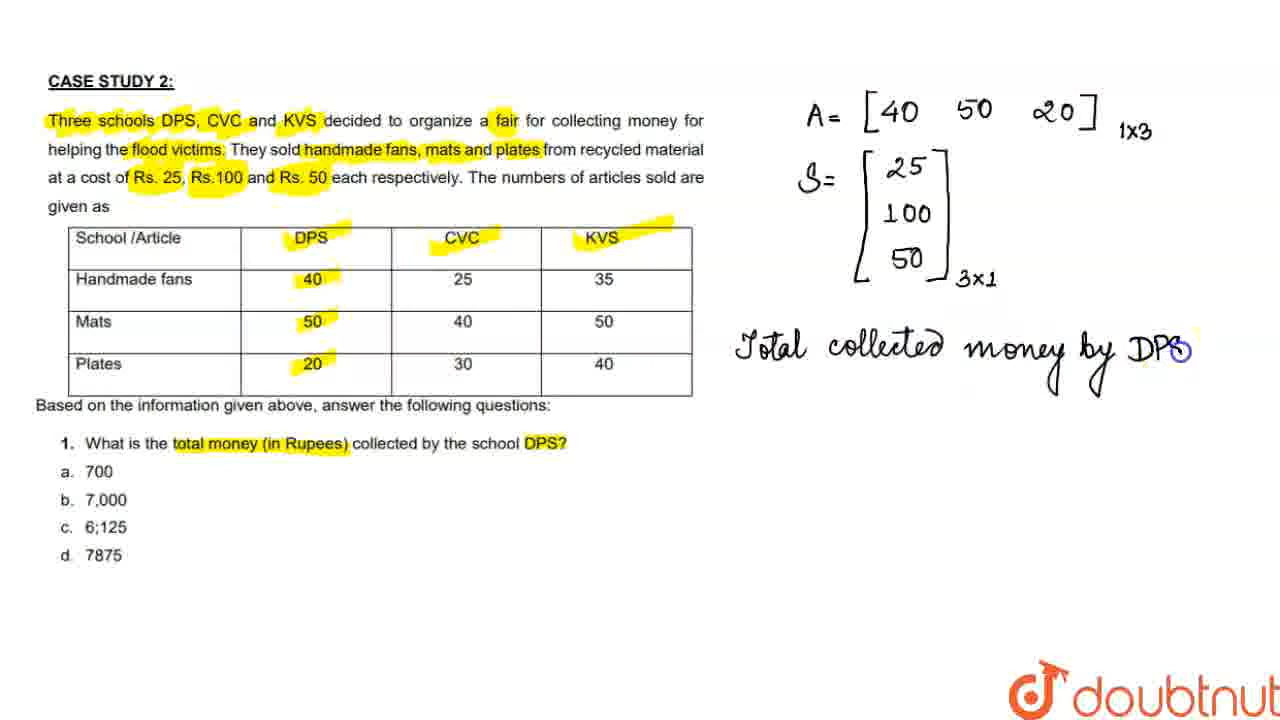 CASE STUDY 2:
Three schools DPS, CVC and KVS decided to organize a fair for collecting money for
helping the flood victims. They sold handmade fans, mats and plates from recycled material
at a cost of Rs. 25, Rs.100 and Rs. 50 each respectively. The numbers of articles sold are
given as
School /Article DPS CVC KVS
Handmade fans 40 25 35
Mats 50 40 50
Plates 20 30 40
Based on the information given above, answer the following questions:
1. What is the total money (in Rupees) collected by the school DPS?
a. 700
b. 7,000
c. 6;125
d. 7875
A = [40 50 20] 1x3
S = [25
100
50] 3x1
Total collected money by DPS
doubtnut